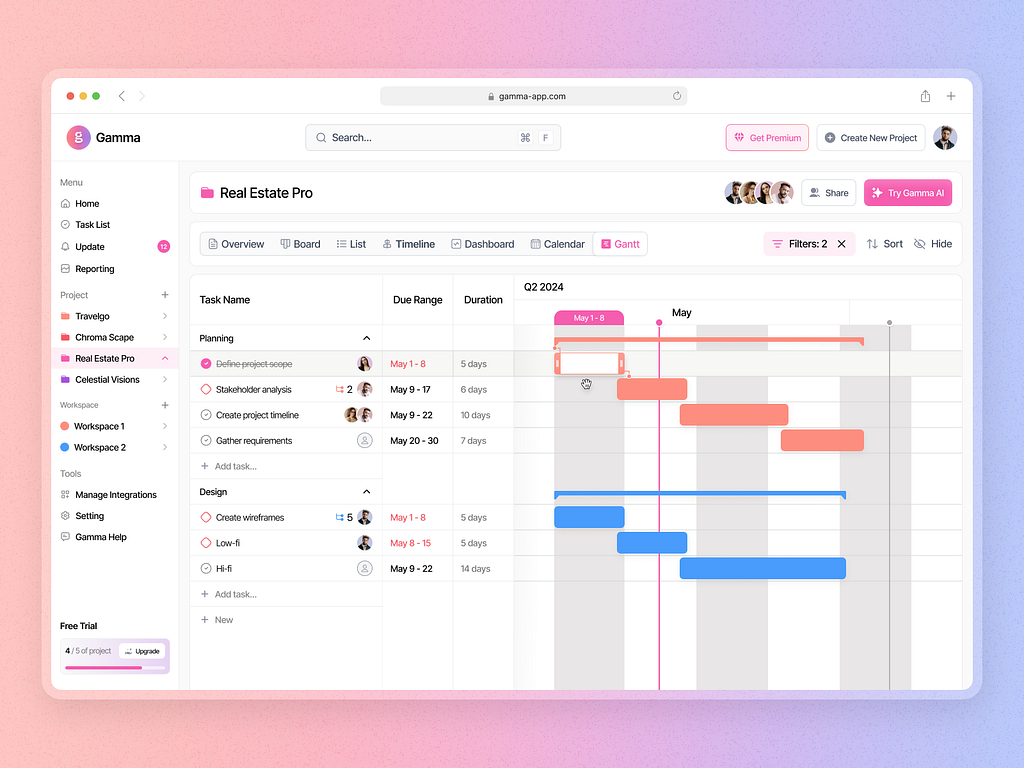 gamma-app.com
g Gamma
Search... ⌘ F
Get Premium
Create New Project
Menu
Home
Task List
Update 12
Reporting
Project
Travelgo
Chroma Scape
Real Estate Pro
Celestial Visions
Workspace
Workspace 1
Workspace 2
Tools
Manage Integrations
Setting
Gamma Help
Free Trial
4 / 5 of project
Upgrade
Real Estate Pro
Share
Try Gamma AI
Overview Board List Timeline Dashboard Calendar Gantt
Filters: 2
Sort
Hide
Task Name Due Range Duration
Q2 2024
May
May 1 - 8
Planning
Define project scope May 1 - 8 5 days
Stakeholder analysis 2 May 9 - 17 6 days
Create project timeline May 9 - 22 10 days
Gather requirements May 20 - 30 7 days
Add task...
Design
Create wireframes 5 May 1 - 8 5 days
Low-fi May 8 - 15 5 days
Hi-fi May 9 - 22 14 days
Add task...
New